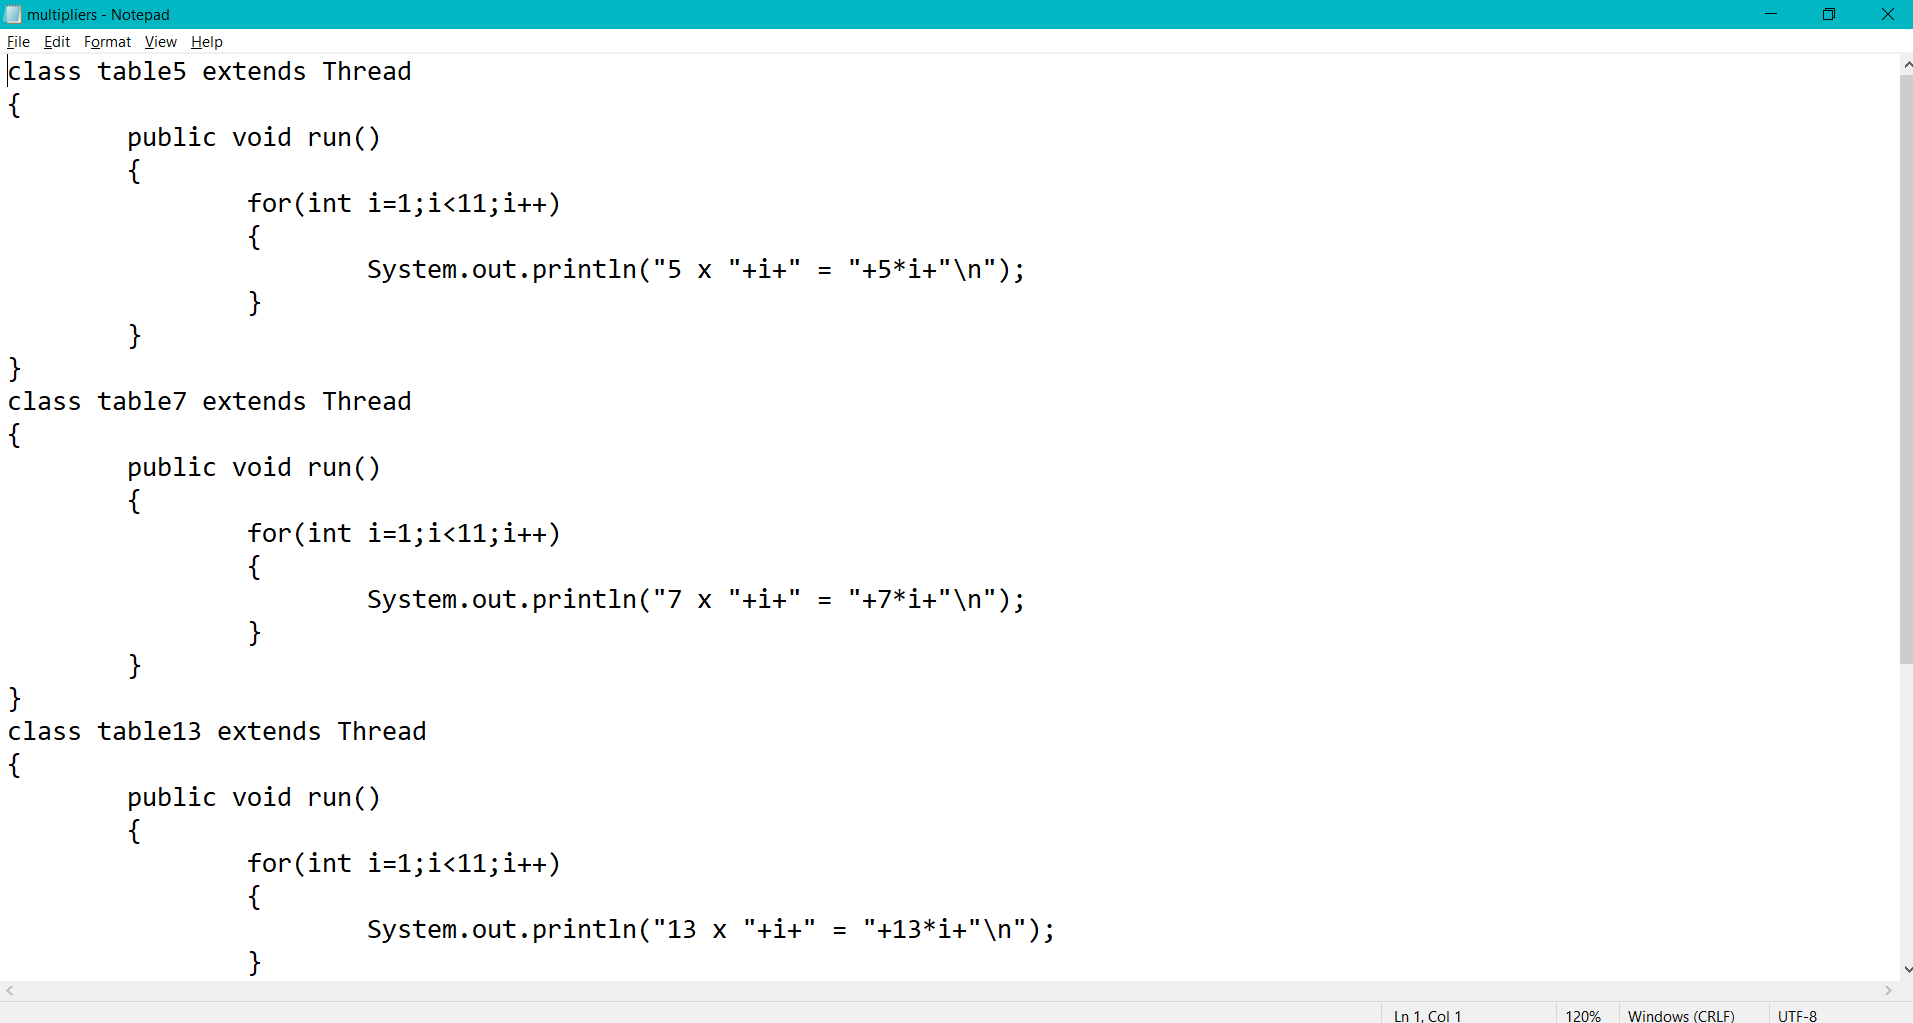 multipliers - Notepad
File Edit Format View Help
class table5 extends Thread
{
        public void run()
        {
                for(int i=1;i<11;i++)
                {
                        System.out.println("5 x "+i+" = "+5*i+"\n");
                }
        }
}
class table7 extends Thread
{
        public void run()
        {
                for(int i=1;i<11;i++)
                {
                        System.out.println("7 x "+i+" = "+7*i+"\n");
                }
        }
}
class table13 extends Thread
{
        public void run()
        {
                for(int i=1;i<11;i++)
                {
                        System.out.println("13 x "+i+" = "+13*i+"\n");
                }
Ln 1, Col 1 120% Windows (CRLF) UTF-8